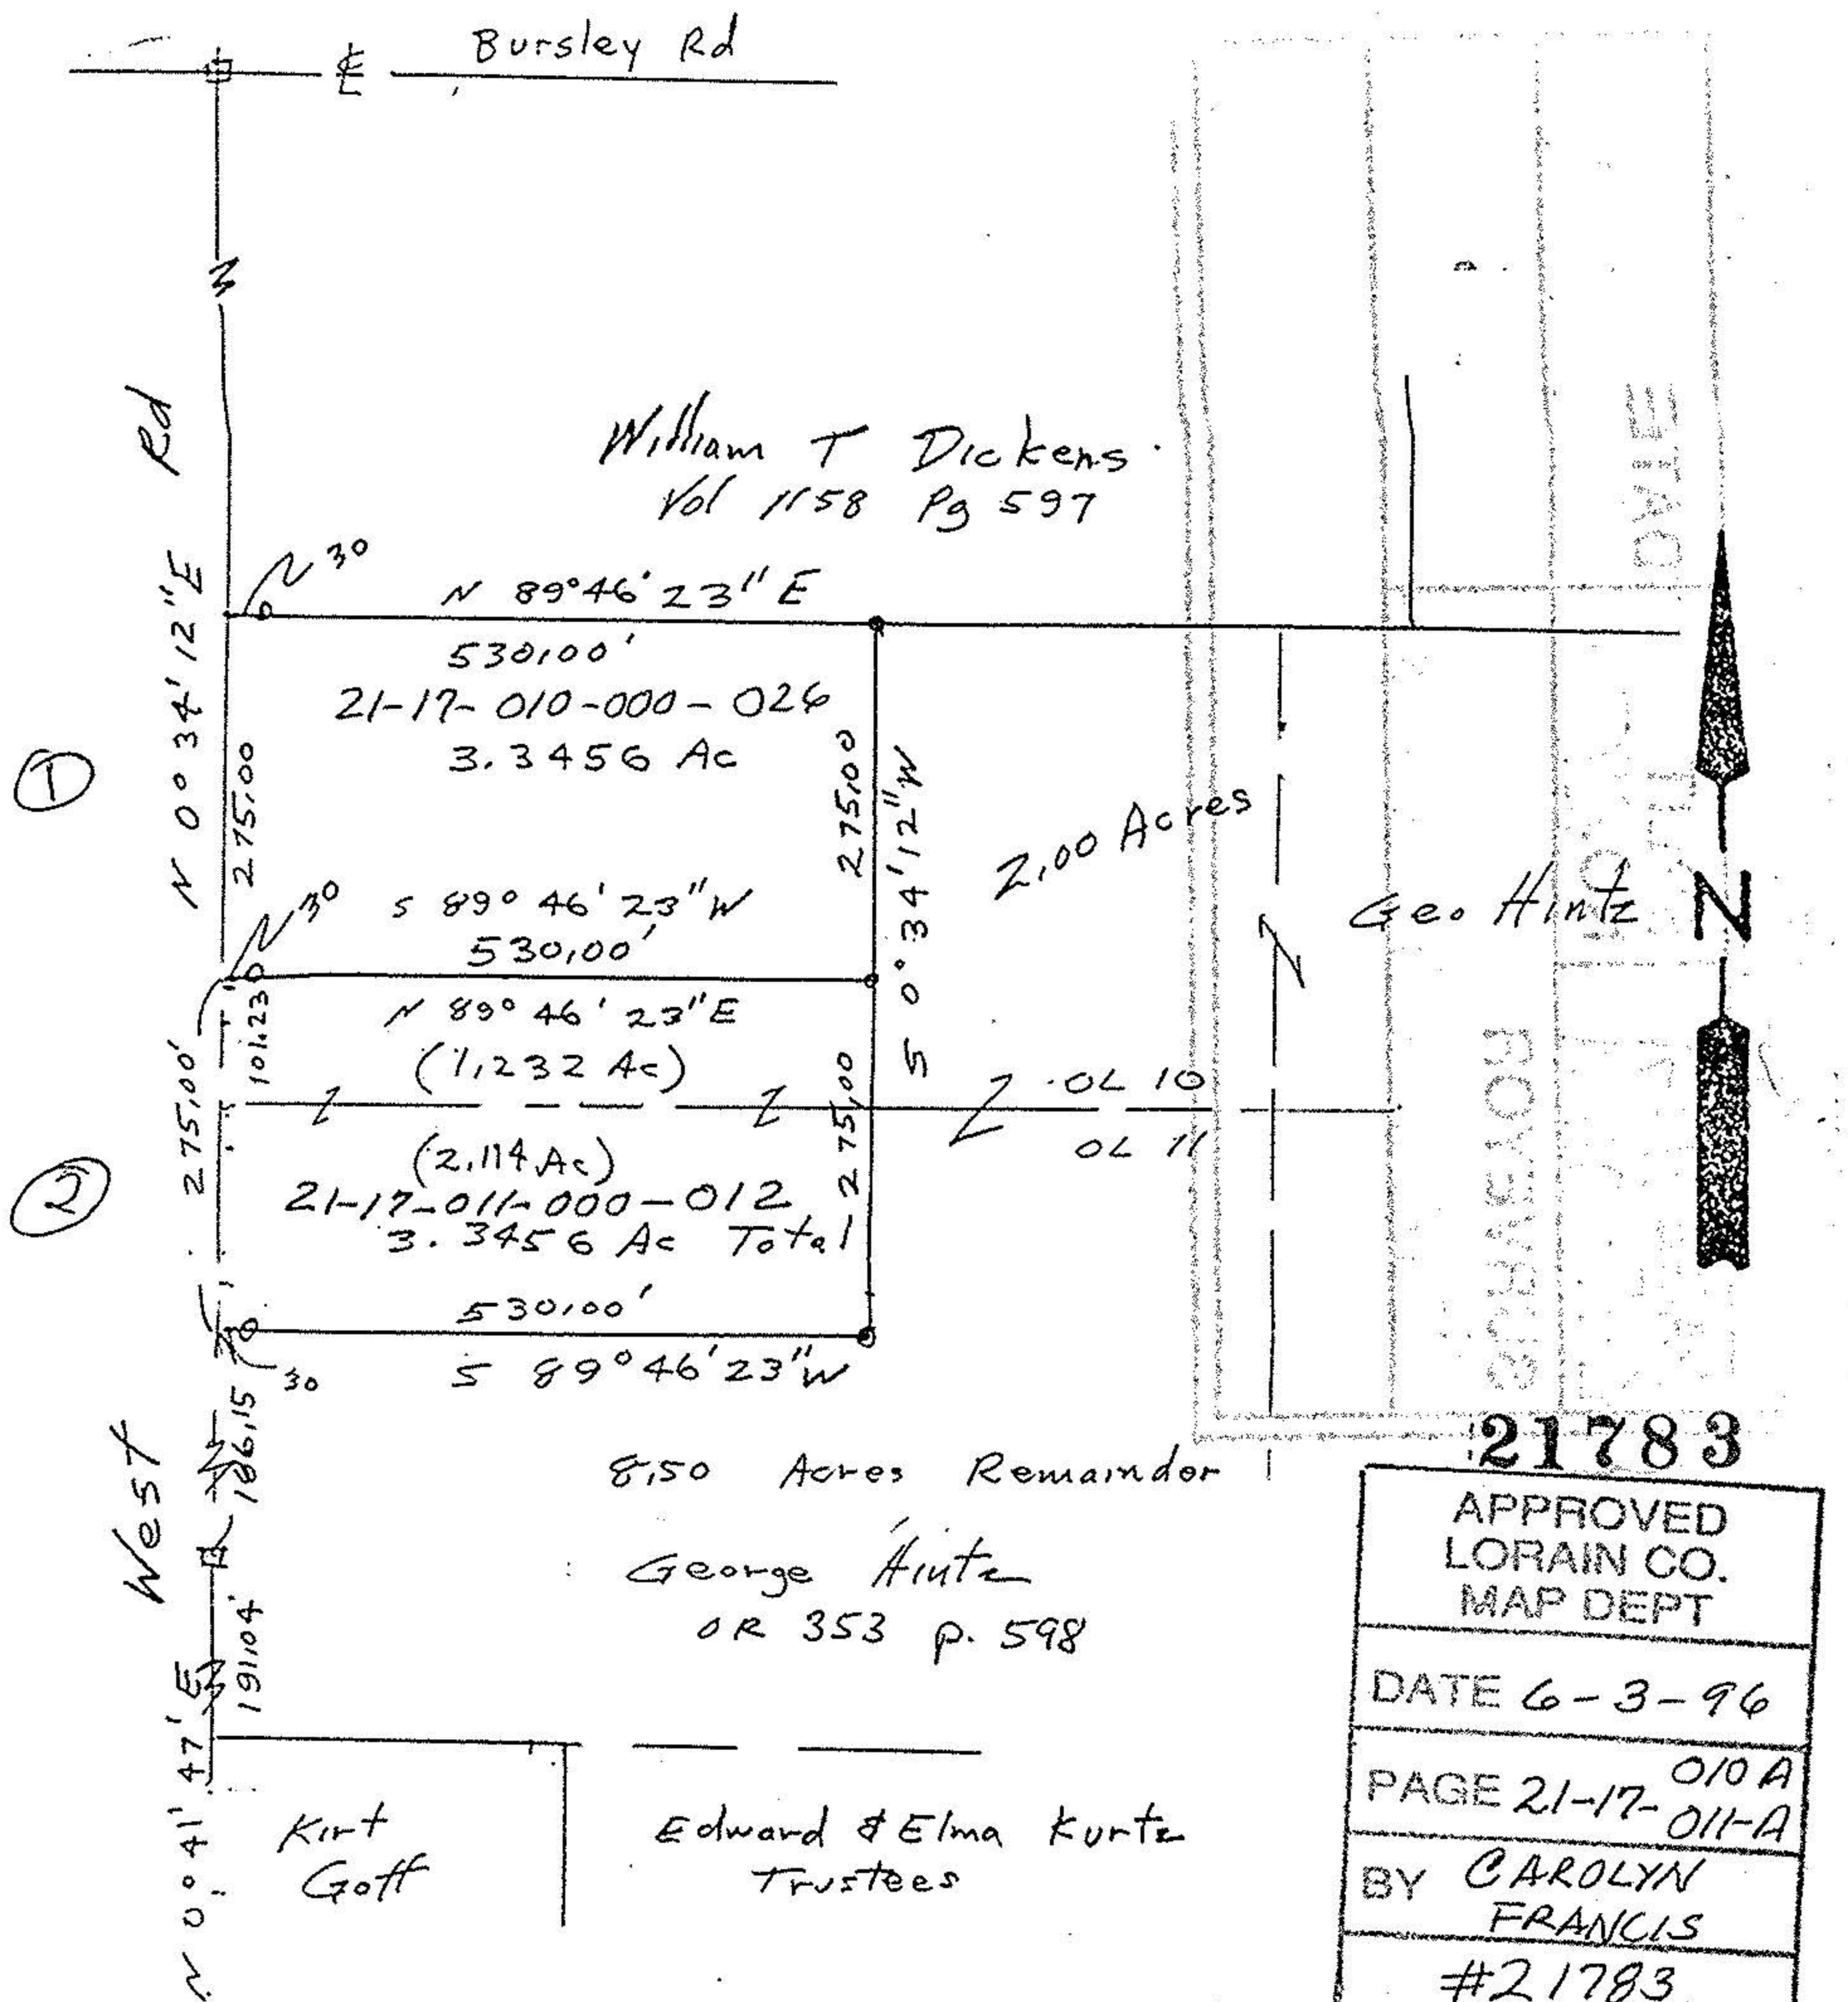 ℄ Bursley Rd
William T Dickens
Vol 1158 Pg 597
Rd
30
N 89°46'23" E
530.00'
21-17-010-000-026
3.3456 Ac
N 0°34'12"E
275.00
275.00
S 0°34'12"W
2.00 Acres
Geo Hintz
N
①
30
S 89°46'23"W
530.00'
N 89°46'23"E
(1.232 Ac)
101.23
275.00'
275.00
OL 10
OL 11
②
(2.114 Ac)
21-17-011-000-012
3.3456 Ac Total
530.00'
S 89°46'23"W
30
186.15
West
8.50 Acres Remainder
George Hintz
OR 353 p. 598
191.04'
N 0°41'47" E
Kirt
Goff
Edward & Elma Kurtz
Trustees
DATE
SURVEYOR
21783
APPROVED
LORAIN CO.
MAP DEPT
DATE 6-3-96
PAGE 21-17- 010 A
011-A
BY CAROLYN
FRANCIS
#21783